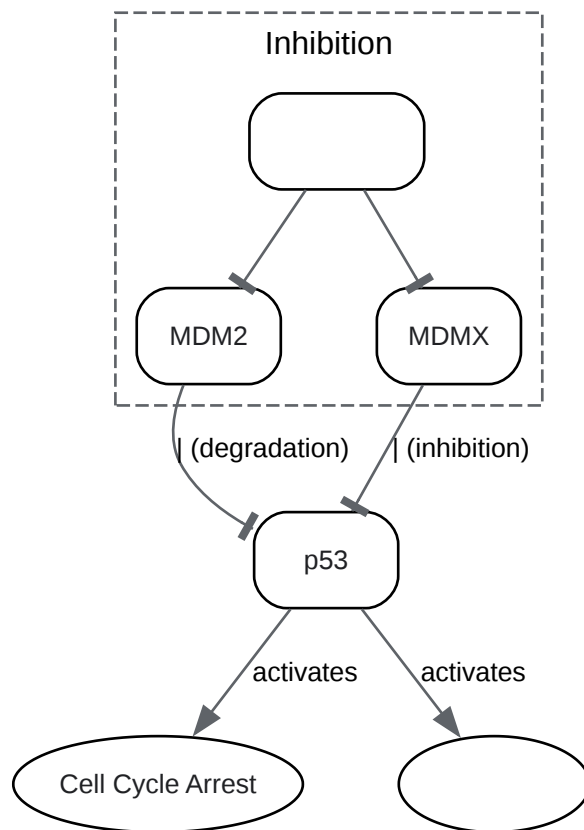 Inhibition
MDM2
MDMX
| (degradation)
| (inhibition)
p53
activates
activates
Cell Cycle Arrest